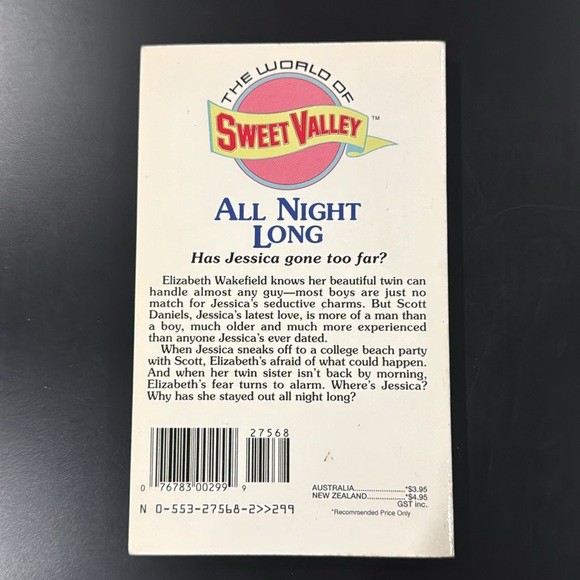 THE WORLD OF
SWEET VALLEY™
ALL NIGHT
LONG
Has Jessica gone too far?
Elizabeth Wakefield knows her beautiful twin can
handle almost any guy—most boys are just no
match for Jessica's seductive charms. But Scott
Daniels, Jessica's latest love, is more of a man than
a boy, much older and much more experienced
than anyone Jessica's ever dated.
When Jessica sneaks off to a college beach party
with Scott, Elizabeth's afraid of what could happen.
And when her twin sister isn't back by morning,
Elizabeth's fear turns to alarm. Where's Jessica?
Why has she stayed out all night long?
27568
0 76783 00299 9
N 0-553-27568-2>>299
AUSTRALIA....................*$3.95
NEW ZEALAND...............*$4.95
GST inc.
*Recommended Price Only